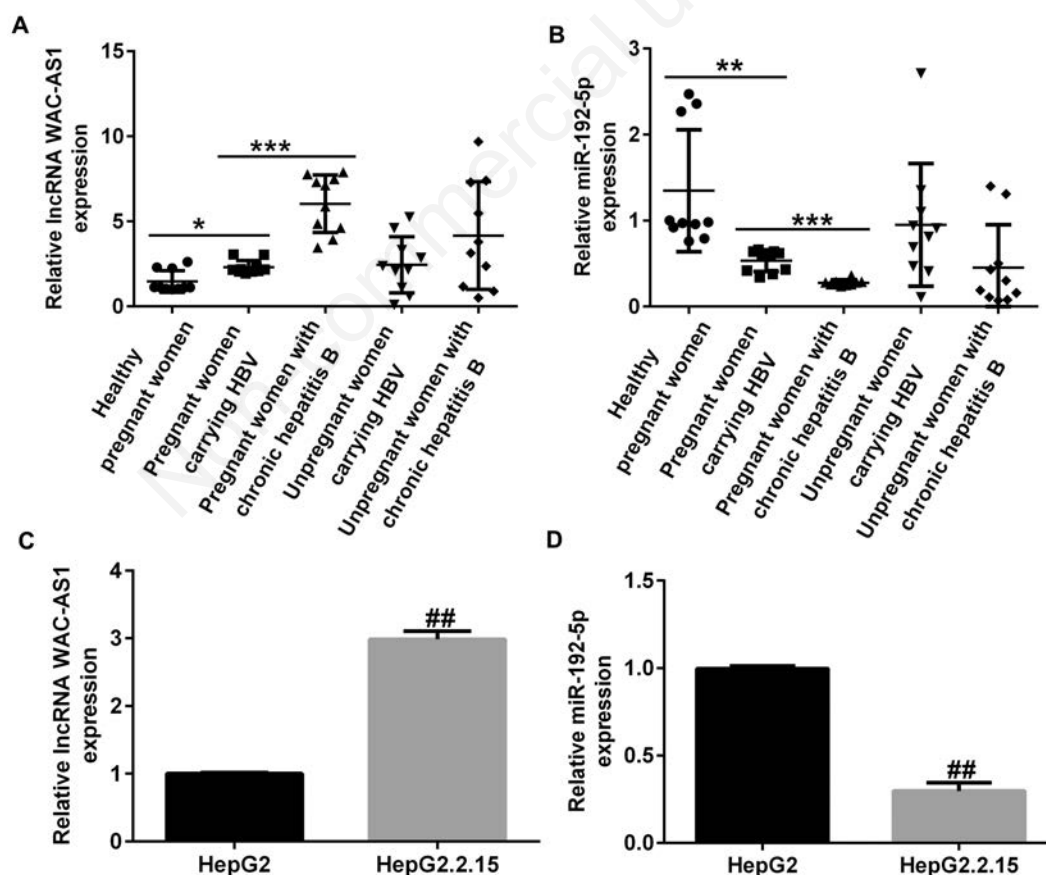 A
Relative lncRNA WAC-AS1
expression
15
10
5
0
*
***
Healthy
pregnant women
Pregnant women
carrying HBV
Pregnant women with
chronic hepatitis B
Unpregnant women
carrying HBV
Unpregnant women with
chronic hepatitis B
B
Relative miR-192-5p
expression
3
2
1
0
**
***
Healthy
pregnant women
Pregnant women
carrying HBV
Pregnant women with
chronic hepatitis B
Unpregnant women
carrying HBV
Unpregnant women with
chronic hepatitis B
C
Relative lncRNA WAC-AS1
expression
4
3
2
1
0
##
HepG2
HepG2.2.15
D
Relative miR-192-5p
expression
1.5
1.0
0.5
0.0
##
HepG2
HepG2.2.15